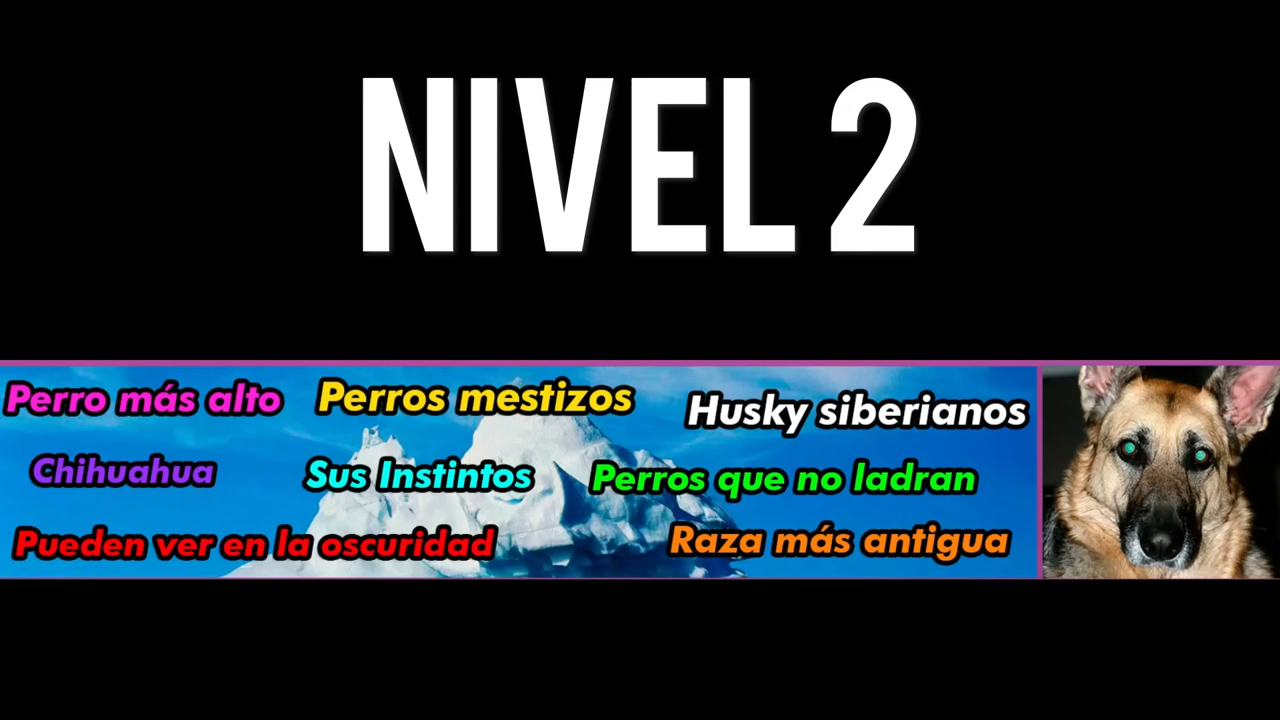 NIVEL 2
Perro más alto
Perros mestizos
Husky siberianos
Chihuahua
Sus Instintos
Perros que no ladran
Pueden ver en la oscuridad
Raza más antigua